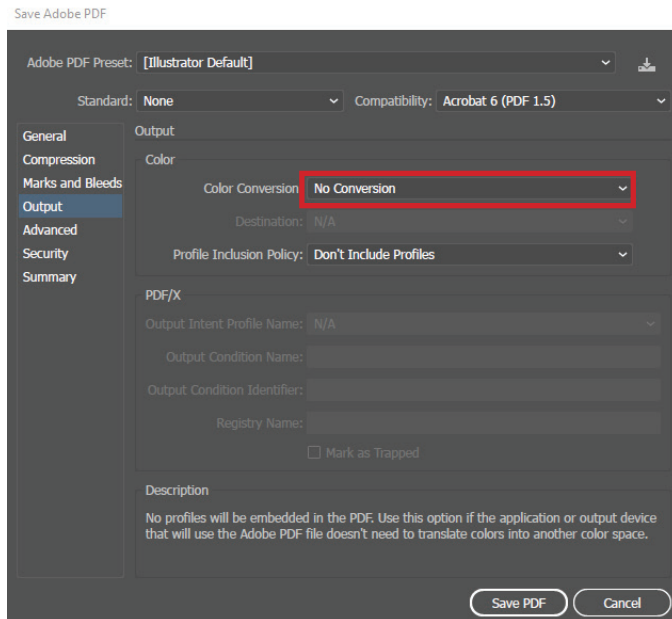 Save Adobe PDF
Adobe PDF Preset: [Illustrator Default]
Standard: None Compatibility: Acrobat 6 (PDF 1.5)
General
Compression
Marks and Bleeds
Output
Advanced
Security
Summary
Output
Color
Color Conversion: No Conversion
Destination: N/A
Profile Inclusion Policy: Don't Include Profiles
PDF/X
Output Intent Profile Name: N/A
Output Condition Name:
Output Condition Identifier:
Registry Name:
Mark as Trapped
Description
No profiles will be embedded in the PDF. Use this option if the application or output device
that will use the Adobe PDF file doesn't need to translate colors into another color space.
Save PDF Cancel